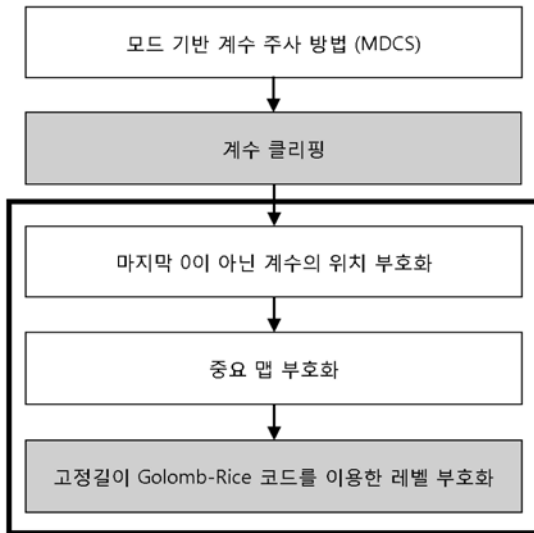 모드 기반 계수 주사 방법 (MDCS)
계수 클리핑
마지막 0이 아닌 계수의 위치 부호화
중요 맵 부호화
고정길이 Golomb-Rice 코드를 이용한 레벨 부호화